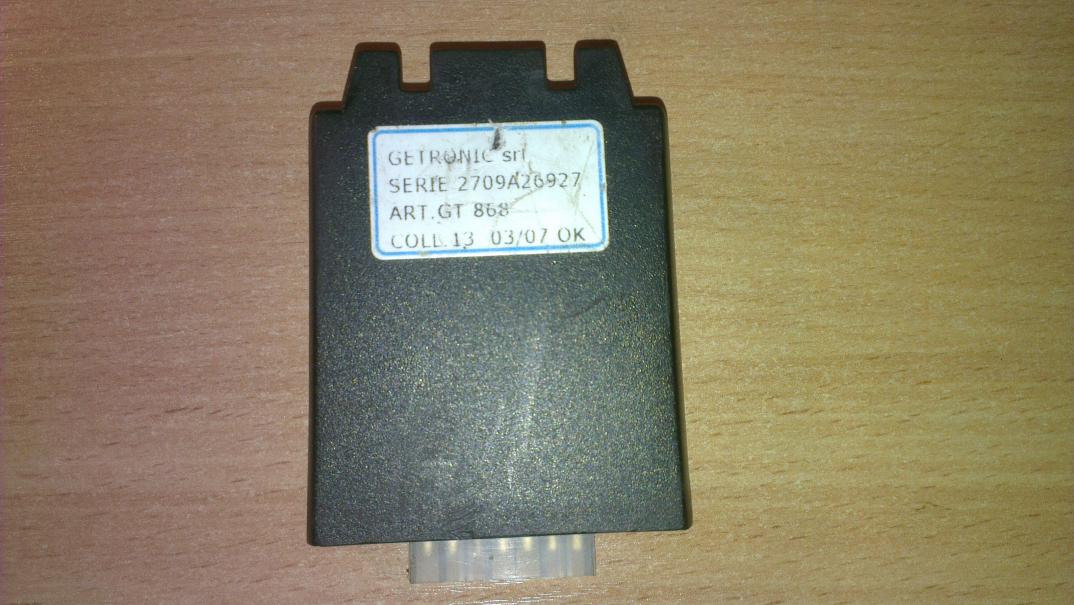 GETRONIC srl
SERIE 2709A26927
ART.GT 868
COLL.13 03/07 OK